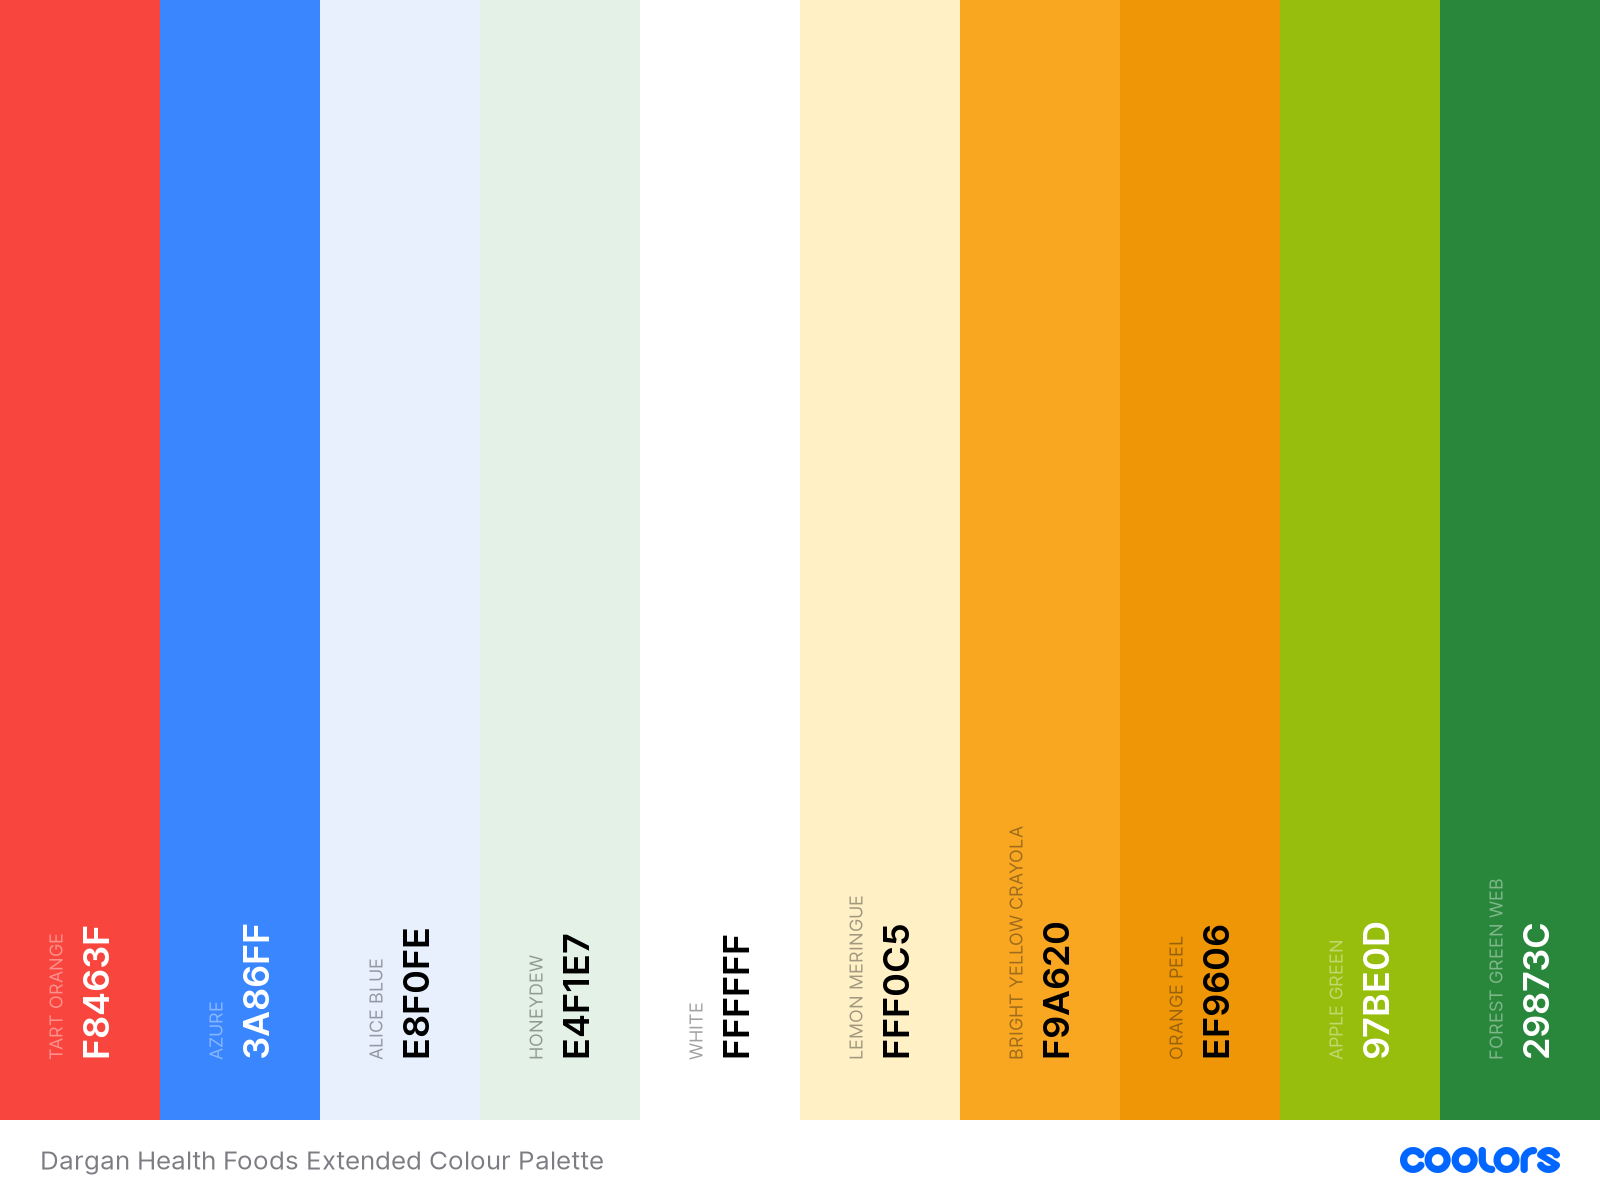 TART ORANGE
F8463F
AZURE
3A86FF
ALICE BLUE
E8F0FE
HONEYDEW
E4F1E7
WHITE
FFFFFF
LEMON MERINGUE
FFF0C5
BRIGHT YELLOW CRAYOLA
F9A620
ORANGE PEEL
EF9606
APPLE GREEN
97BE0D
FOREST GREEN WEB
29873C
Dargan Health Foods Extended Colour Palette
coolors